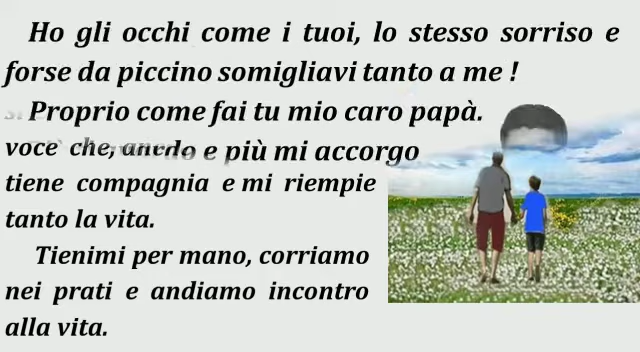 Ho gli occhi come i tuoi, lo stesso sorriso e
forse da piccino somigliavi tanto a me !
Proprio come fai tu mio caro papà.
voce che, e più mi accorgo
tiene compagnia e mi riempie
tanto la vita.
Tienimi per mano, corriamo
nei prati e andiamo incontro
alla vita.